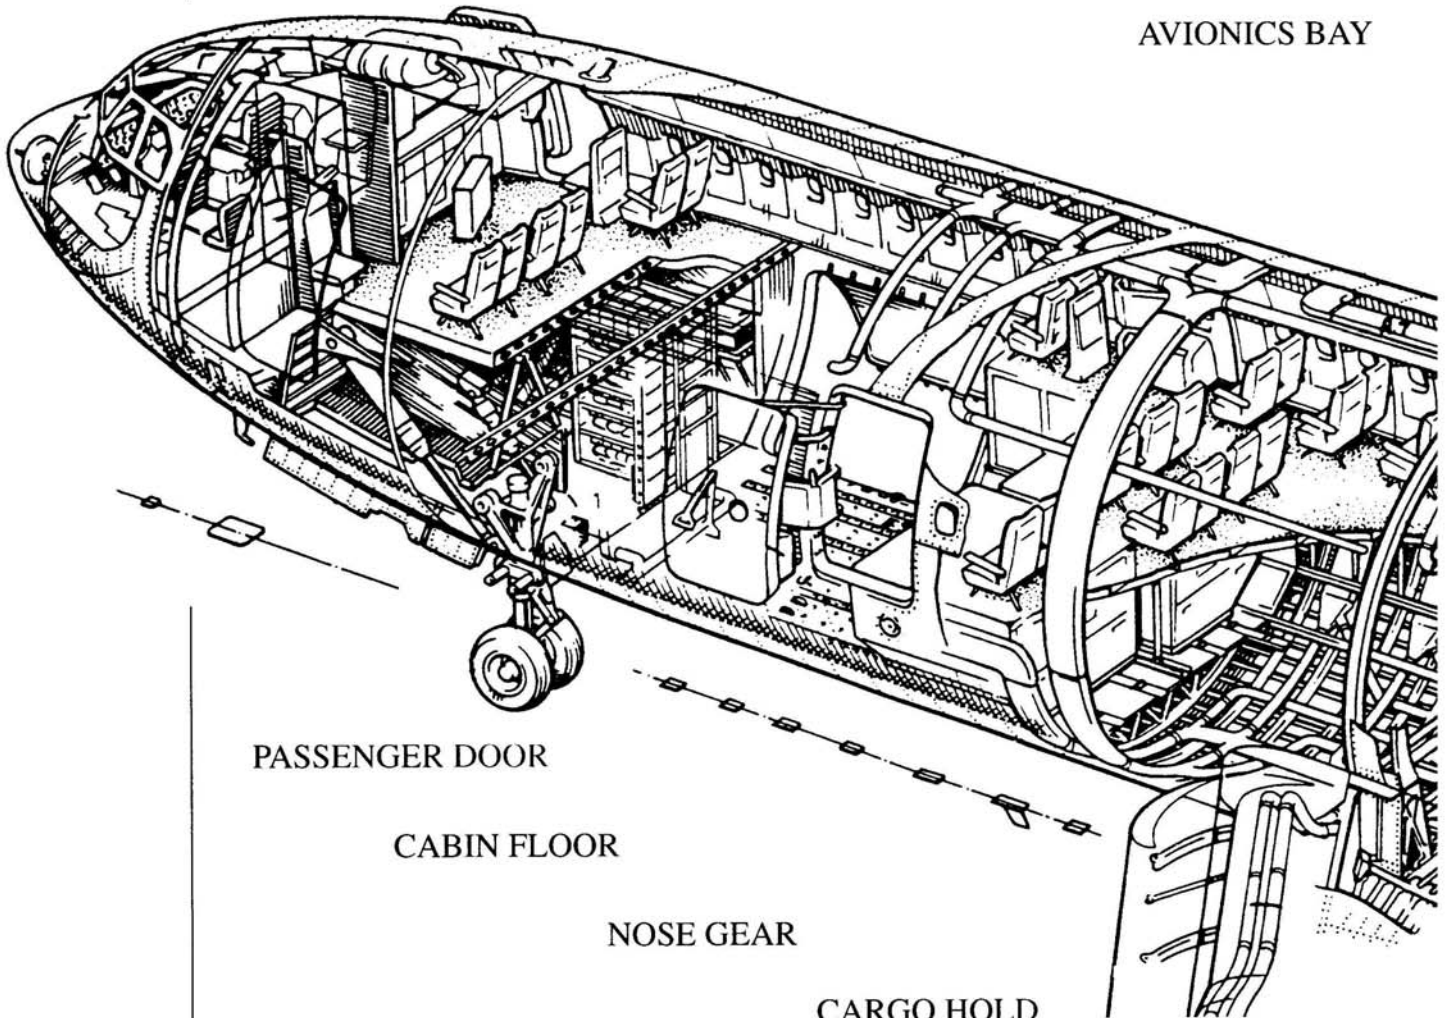 AVIONICS BAY
PASSENGER DOOR
CABIN FLOOR
NOSE GEAR
CARGO HOLD